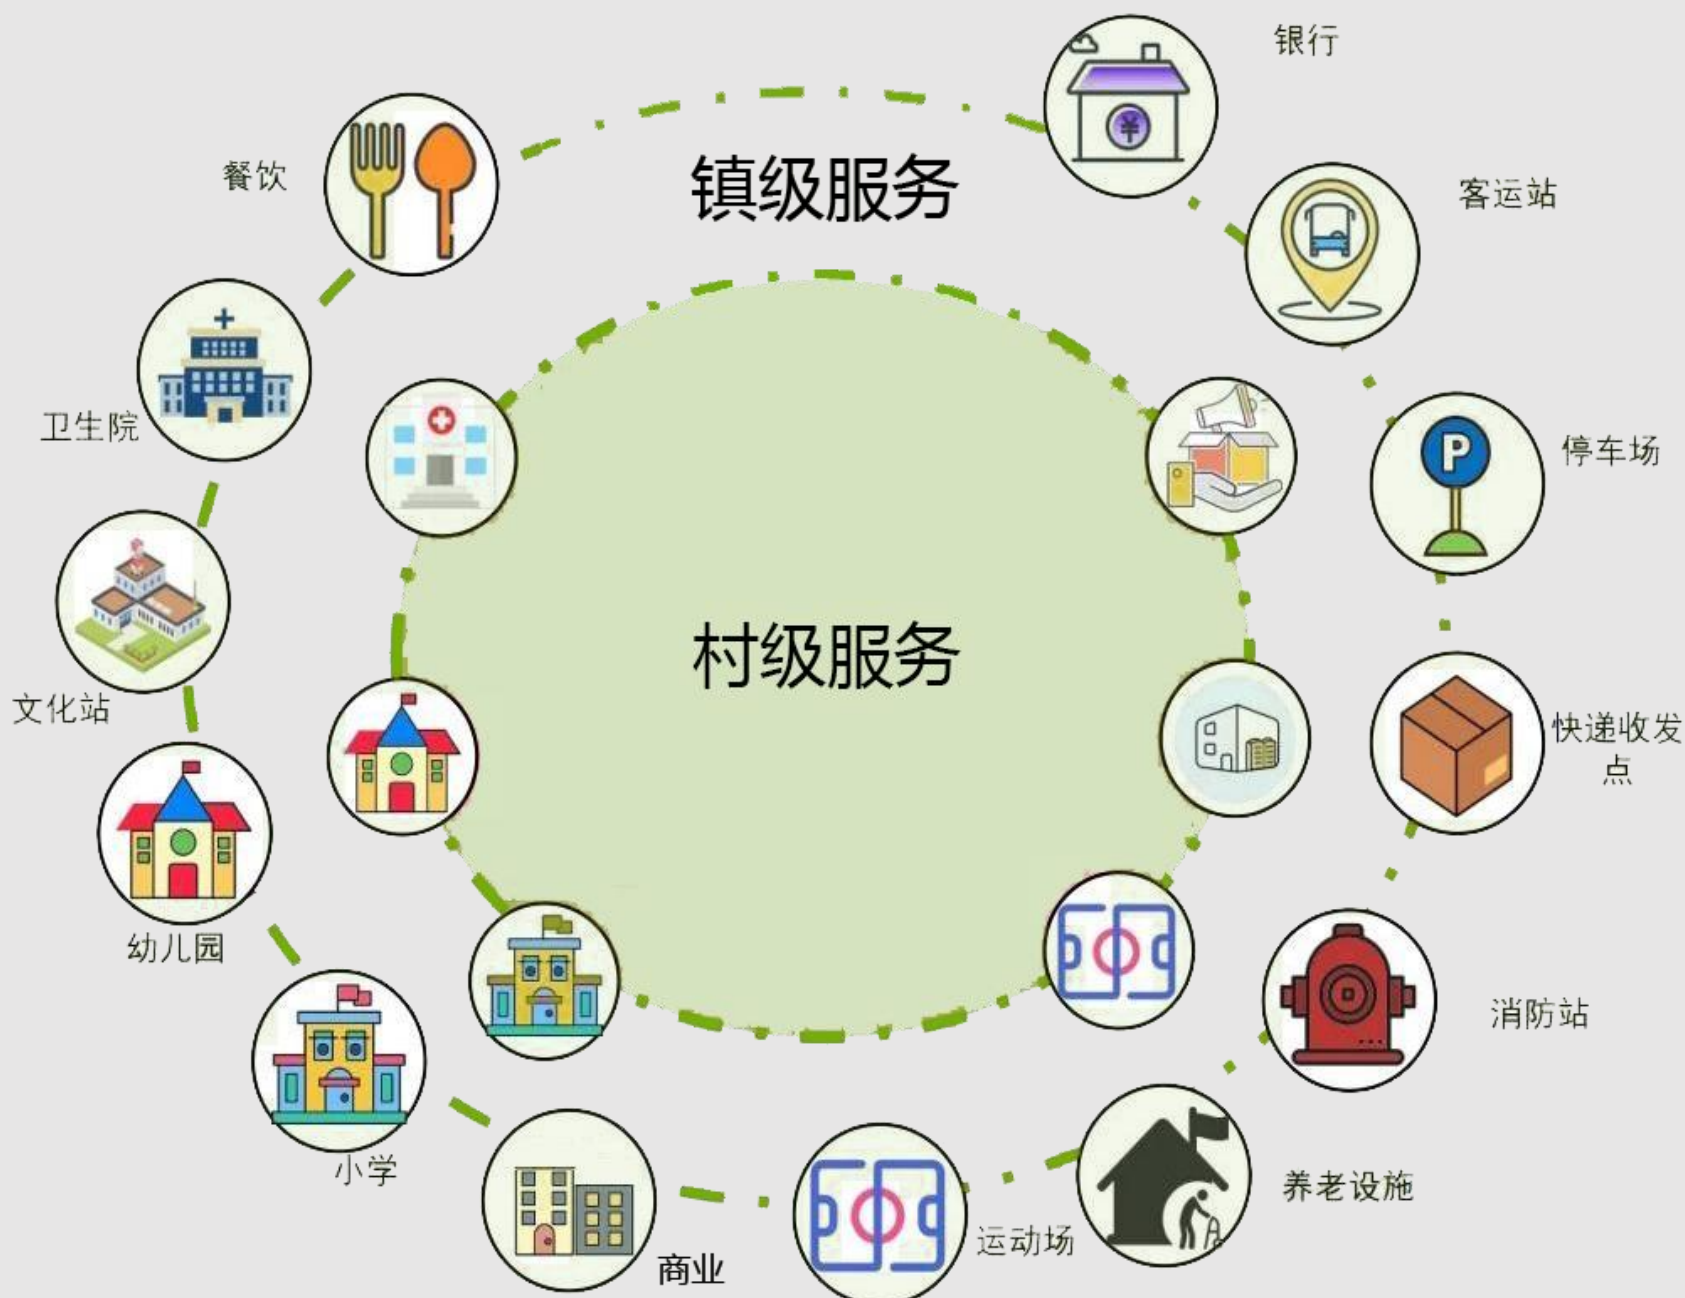 银行
餐饮
镇级服务
客运站
卫生院
停车场
P
文化站
村级服务
快递收发
点
幼儿园
消防站
小学
养老设施
运动场
商业